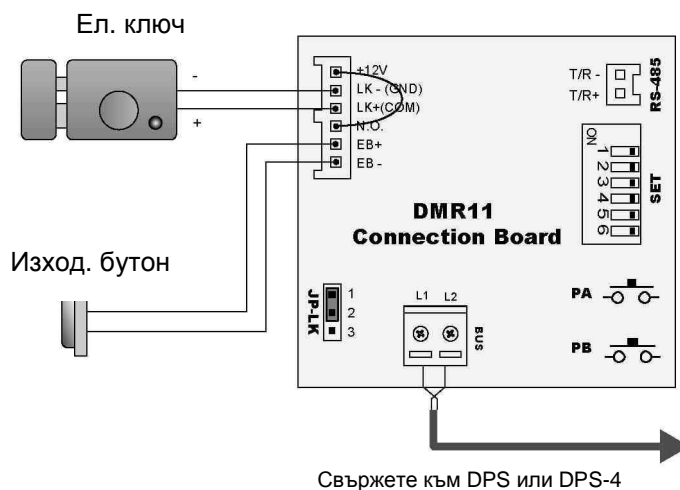 Ел. ключ
-
+
+12V
LK - (GND)
LK+(COM)
N.O.
EB+
EB -
T/R -
T/R+
RS-485
ON
1
2
3
4
5
6
SET
DMR11
Connection Board
Изход. бутон
JP-LK
1
2
3
L1 L2
BUS
PA
PB
Свържете към DPS или DPS-4